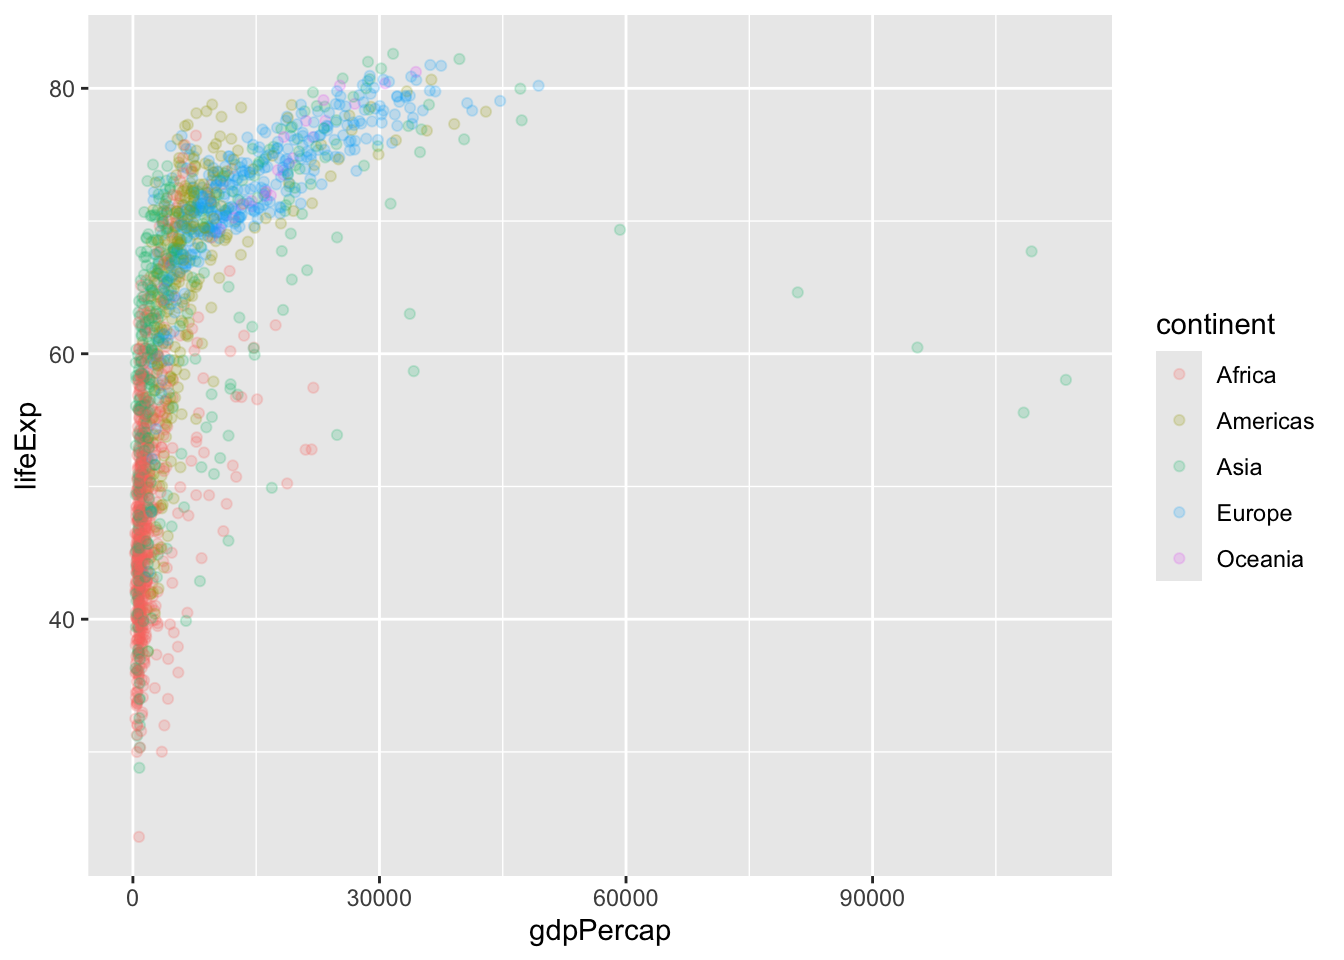 80
60
40
lifeExp
0
30000
60000
90000
gdpPercap
continent
Africa
Americas
Asia
Europe
Oceania